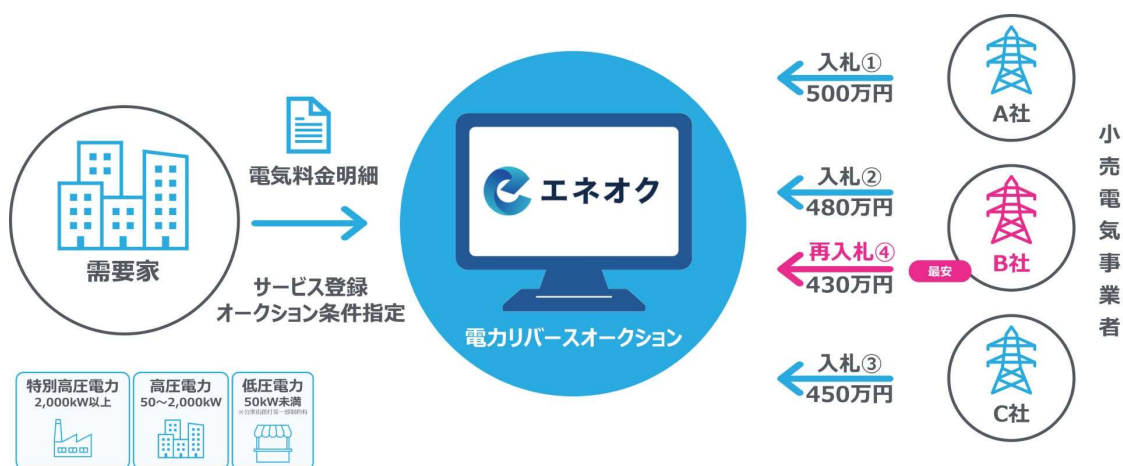 電気料金明細
サービス登録
オークション条件指定
需要家
特別高圧電力
2,000kW以上
高圧電力
50～2,000kW
低圧電力
50kW未満
エネオク
電力リバースオークション
入札①
500万円
入札②
480万円
再入札④
430万円
最安
入札③
450万円
A社
B社
C社
小売電気事業者